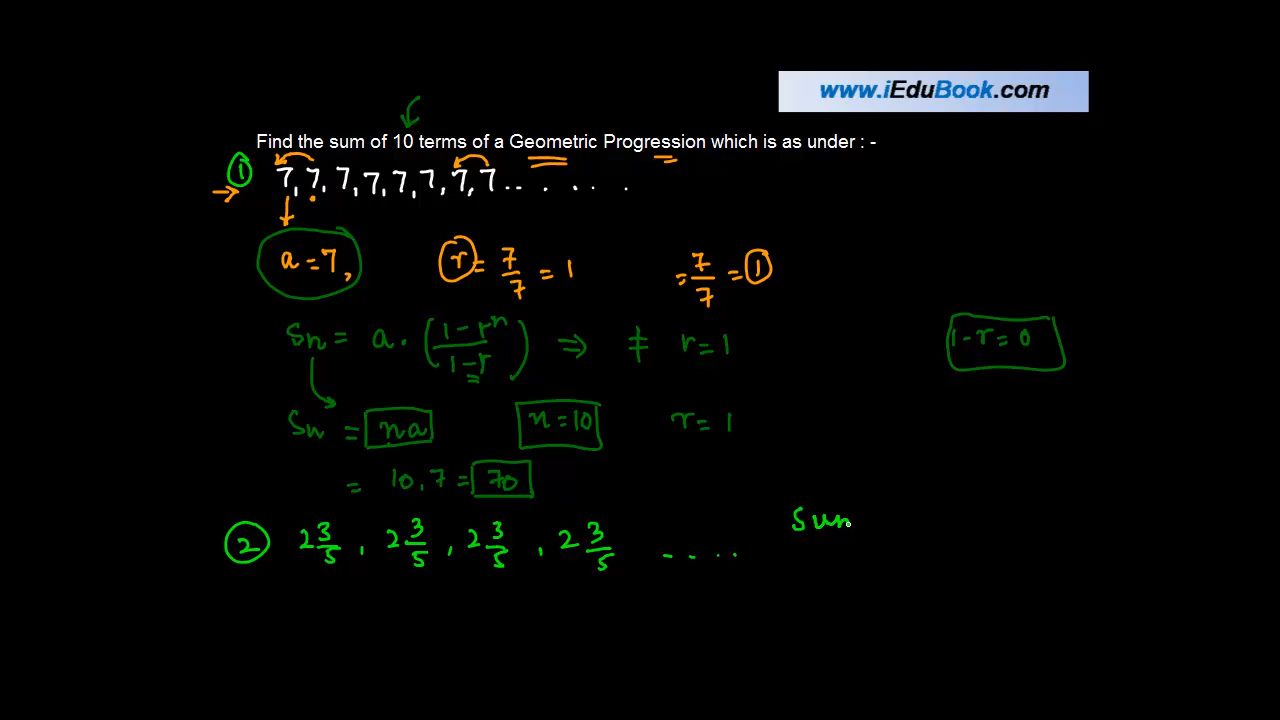 www.iEduBook.com
Find the sum of 10 terms of a Geometric Progression which is as under : -
① 7, 7, 7, 7, 7, 7, 7, 7 .. . .. . .
a = 7, r = 7/7 = 1 = 7/7 = 1
Sn = a · (1 - r^n / 1 - r) ⇒ ≠ r = 1 1 - r = 0
Sn = na n = 10 r = 1
= 10 . 7 = 70
② 2 3/5 , 2 3/5 , 2 3/5 , 2 3/5 - - . . Sum